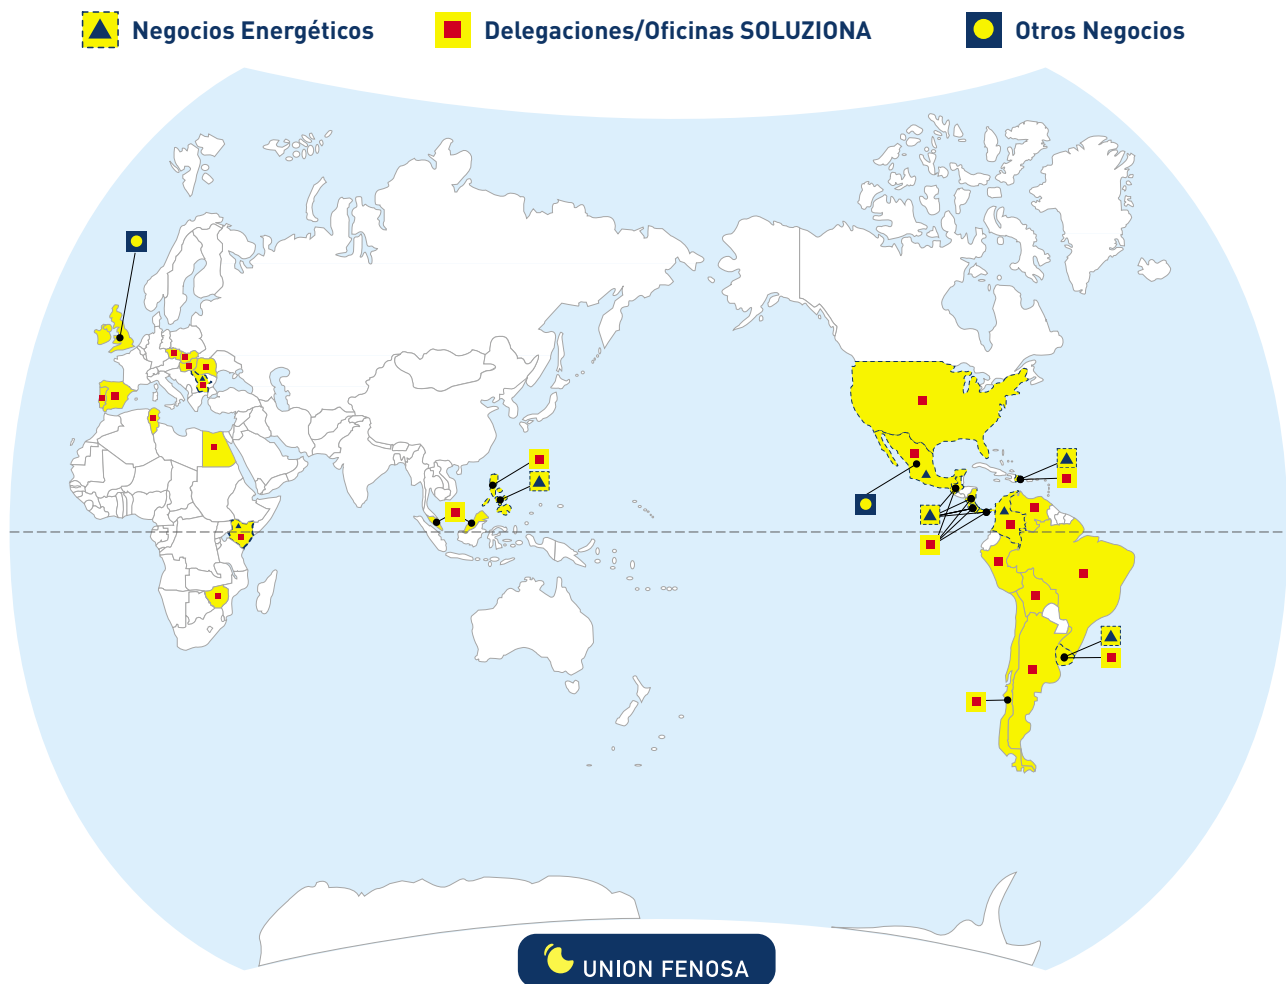 Negocios Energéticos
Delegaciones/Oficinas SOLUZIONA
Otros Negocios
UNION FENOSA